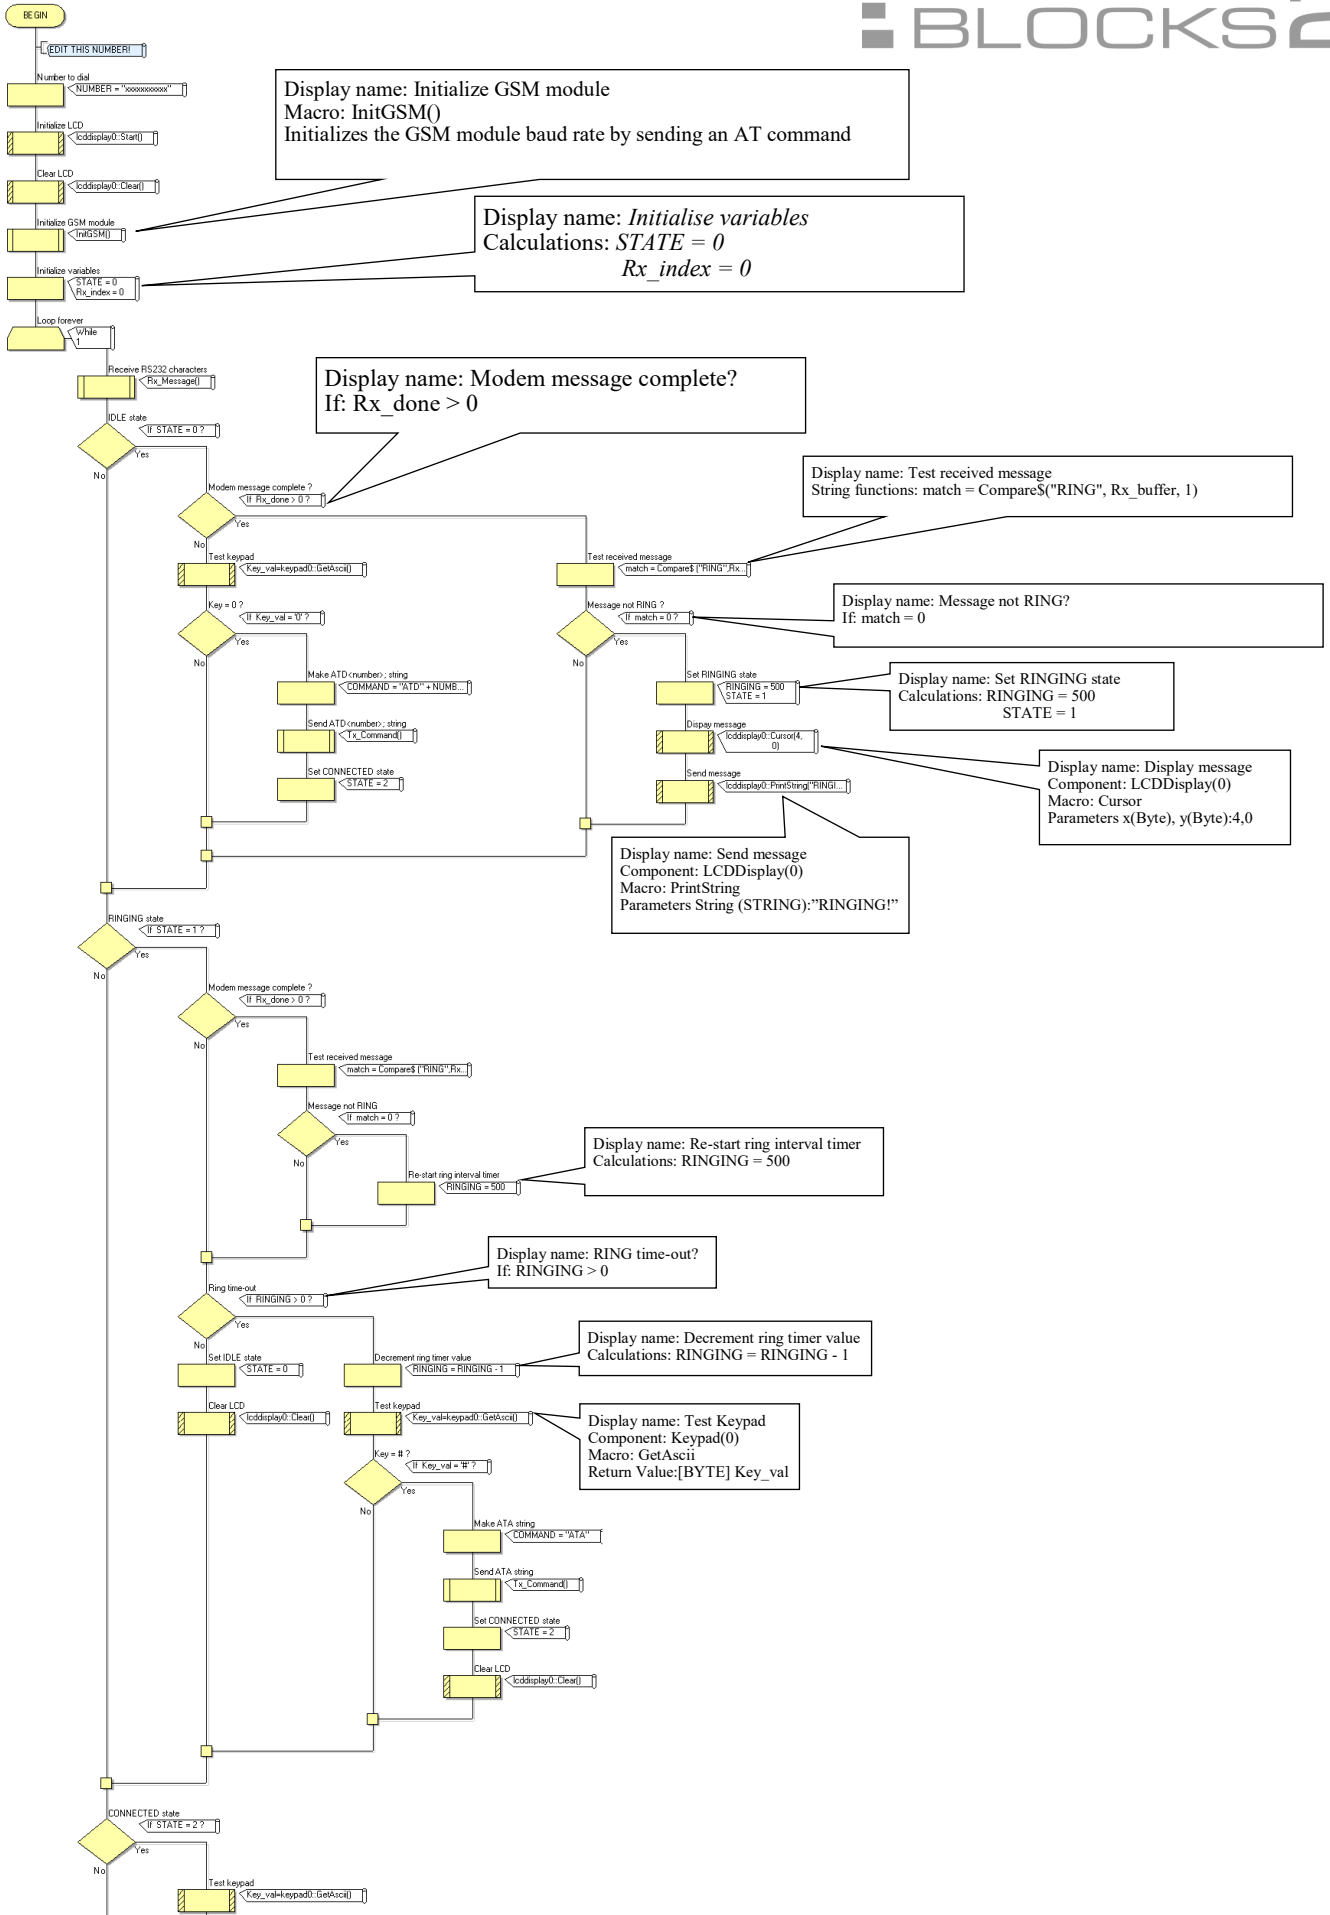 BLOCKS2
BEGIN
EDIT THIS NUMBER!
Number to dial
NUMBER = "xxxxxxxxxxx"
Initialize LCD
lcddisplay0::Start()
Clear LCD
lcddisplay0::Clear()
Initialize GSM module
InitGSM()
Initialize variables
STATE = 0
Rx_index = 0
Loop forever
While
1
Display name: Initialize GSM module
Macro: InitGSM()
Initializes the GSM module baud rate by sending an AT command
Display name: Initialise variables
Calculations: STATE = 0
Rx_index = 0
Receive RS232 characters
Rx_Message()
IDLE state
If STATE = 0 ?
Yes
No
Display name: Modem message complete?
If: Rx_done > 0
Modem message complete ?
If Rx_done > 0 ?
Yes
No
Display name: Test received message
String functions: match = Compare$("RING", Rx_buffer, 1)
Test keypad
Key_val=keypad0::GetAscii()
Test received message
match = Compare$ ("RING",Rx...
Key = 0 ?
If Key_val = '0' ?
Yes
No
Message not RING ?
If match = 0 ?
Yes
No
Display name: Message not RING?
If: match = 0
Make ATD<number>; string
COMMAND = "ATD" + NUMB...
Set RINGING state
RINGING = 500
STATE = 1
Display name: Set RINGING state
Calculations: RINGING = 500
STATE = 1
Send ATD<number>; string
Tx_Command()
Dispay message
lcddisplay0::Cursor(4,
0)
Set CONNECTED state
STATE = 2
Send message
lcddisplay0::PrintString("RINGI...
Display name: Display message
Component: LCDDisplay(0)
Macro: Cursor
Parameters x(Byte), y(Byte):4,0
Display name: Send message
Component: LCDDisplay(0)
Macro: PrintString
Parameters String (STRING):”RINGING!”
RINGING state
If STATE = 1 ?
Yes
No
Modem message complete ?
If Rx_done > 0 ?
Yes
No
Test received message
match = Compare$ ("RING",Rx...
Message not RING
If match = 0 ?
Yes
No
Re-start ring interval timer
RINGING = 500
Display name: Re-start ring interval timer
Calculations: RINGING = 500
Display name: RING time-out?
If: RINGING > 0
Ring time-out
If RINGING > 0 ?
Yes
No
Set IDLE state
STATE = 0
Decrement ring timer value
RINGING = RINGING - 1
Display name: Decrement ring timer value
Calculations: RINGING = RINGING - 1
Clear LCD
lcddisplay0::Clear()
Test keypad
Key_val=keypad0::GetAscii()
Display name: Test Keypad
Component: Keypad(0)
Macro: GetAscii
Return Value:[BYTE] Key_val
Key = # ?
If Key_val = '#' ?
Yes
No
Make ATA string
COMMAND = "ATA"
Send ATA string
Tx_Command()
Set CONNECTED state
STATE = 2
Clear LCD
lcddisplay0::Clear()
CONNECTED state
If STATE = 2 ?
Yes
No
Test keypad
Key_val=keypad0::GetAscii()